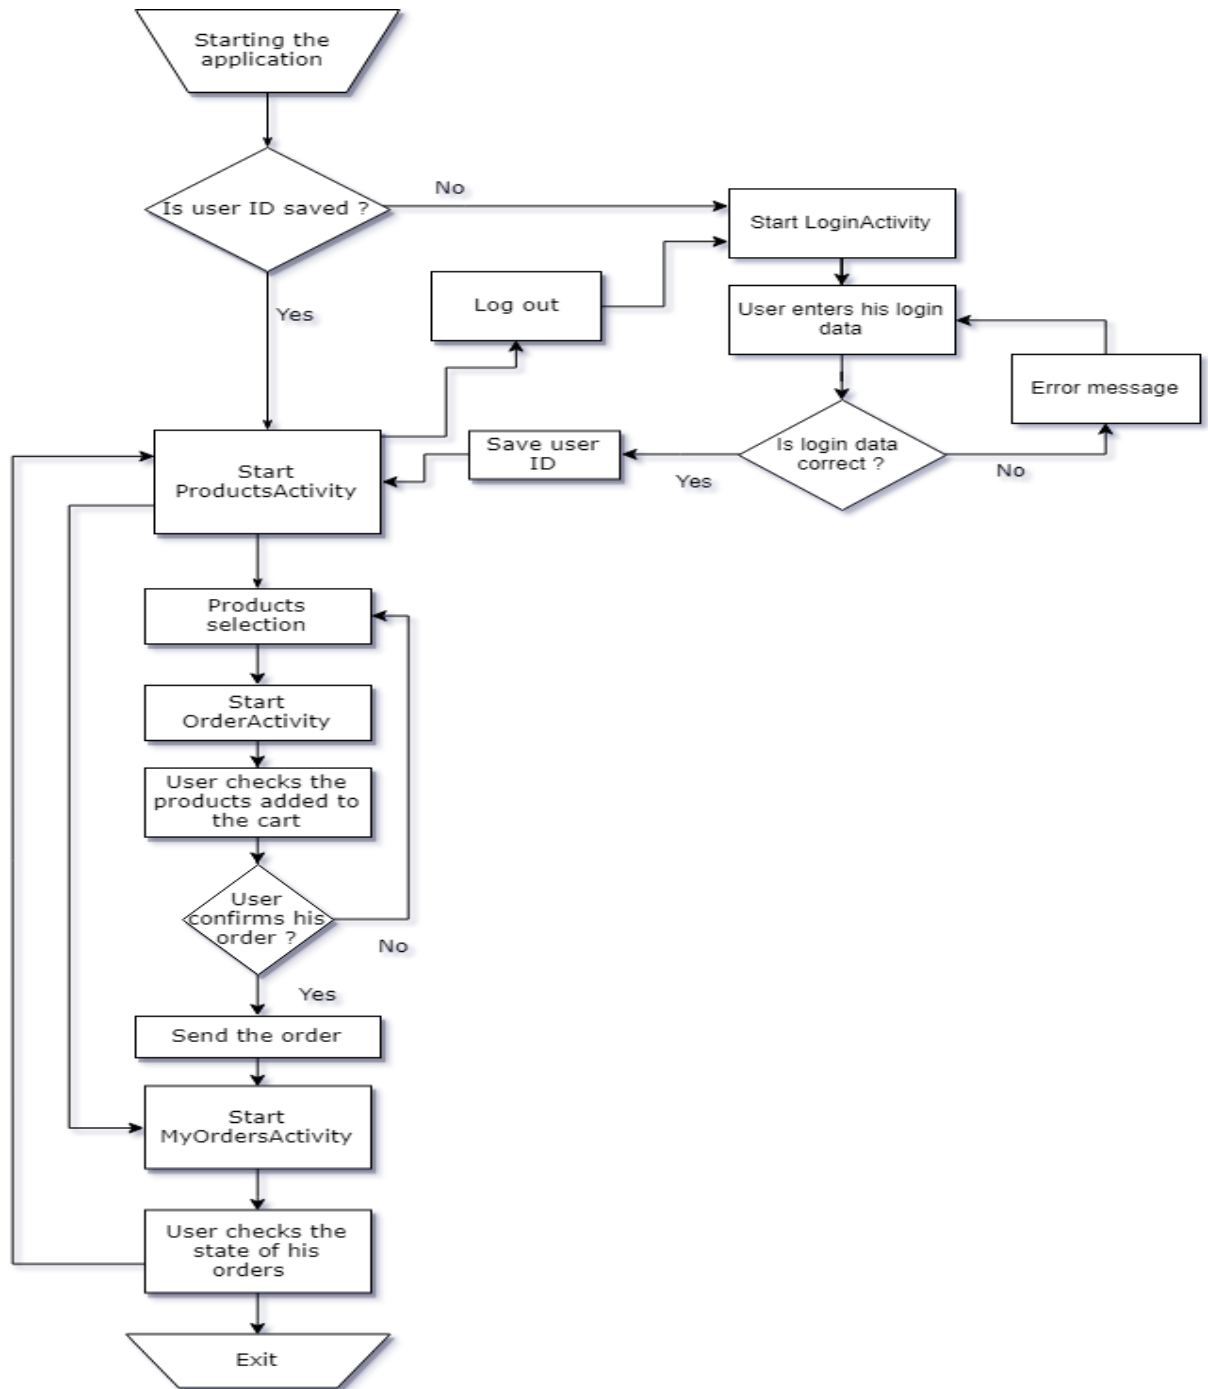 Starting the
application
Is user ID saved ?
No
Start LoginActivity
Yes
Log out
User enters his login
data
Error message
Start
ProductsActivity
Save user
ID
Yes
Is login data
correct ?
No
Products
selection
Start
OrderActivity
User checks the
products added to
the cart
User
confirms his
order ?
No
Yes
Send the order
Start
MyOrdersActivity
User checks the
state of his
orders
Exit